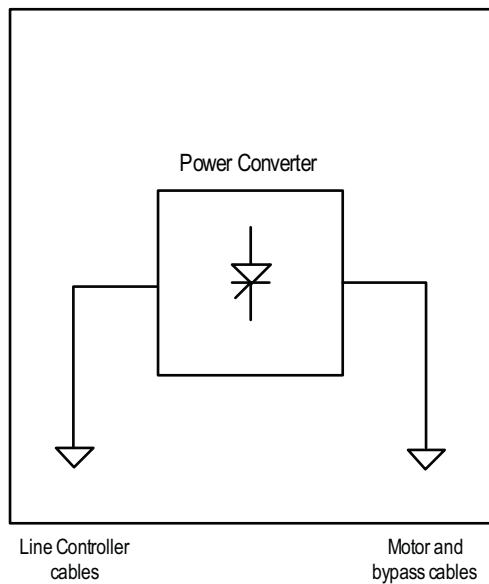 Power Converter
Line Controller
cables
Motor and
bypass cables